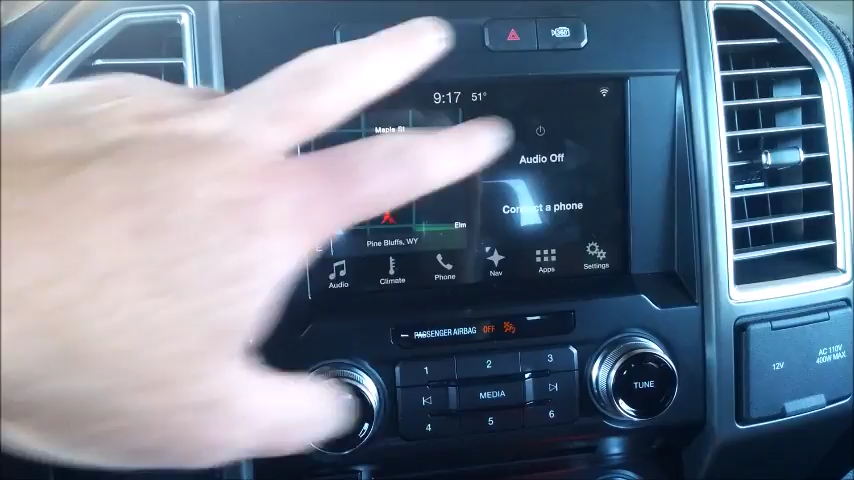 360
9:17 51°
Maple St
Audio Off
Connect a phone
Elm
Pine Bluffs, WY
Audio Climate Phone Nav Apps Settings
PASSENGER AIRBAG OFF
1 2 3
MEDIA
4 5 6
TUNE
12V
AC 110V
400W MAX.